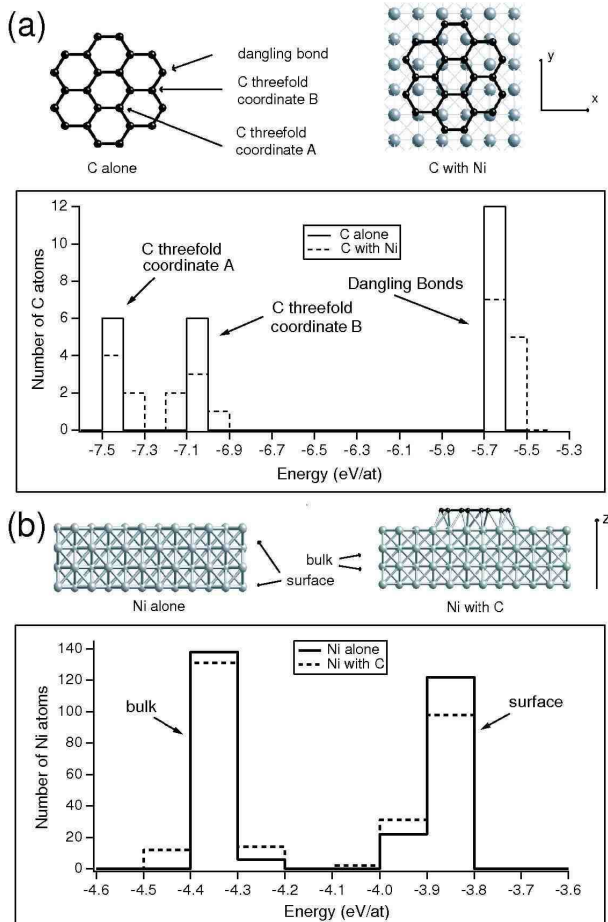 (a)
dangling bond
C threefold
coordinate B
C threefold
coordinate A
C alone
C with Ni
y
x
12
10
8
6
4
2
0
Number of C atoms
C alone
C with Ni
C threefold
coordinate A
C threefold
coordinate B
Dangling Bonds
-7.5 -7.3 -7.1 -6.9 -6.7 -6.5 -6.3 -6.1 -5.9 -5.7 -5.5 -5.3
Energy (eV/at)
(b)
bulk
surface
z
Ni alone
Ni with C
140
120
100
80
60
40
20
0
Number of Ni atoms
Ni alone
Ni with C
bulk
surface
-4.6 -4.5 -4.4 -4.3 -4.2 -4.1 -4.0 -3.9 -3.8 -3.7 -3.6
Energy (eV/at)